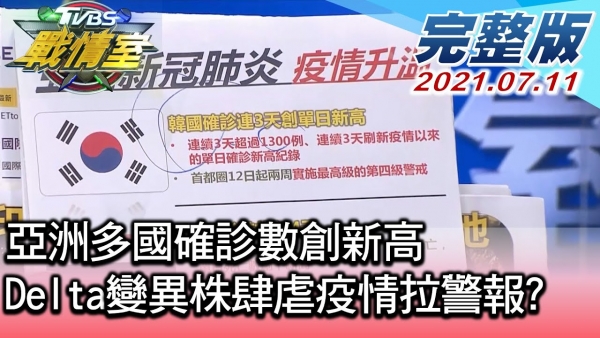 TVBS
戰情室
完整版
2021.07.11
新冠肺炎 疫情升溫
韓國確診連3天創單日新高
• 連續3天超過1300例、連續3天刷新疫情以來
的單日確診新高紀錄
• 首都圈12日起兩周實施最高級的第四級警戒
國際
亞洲多國確診數創新高
Delta變異株肆虐疫情拉警報?